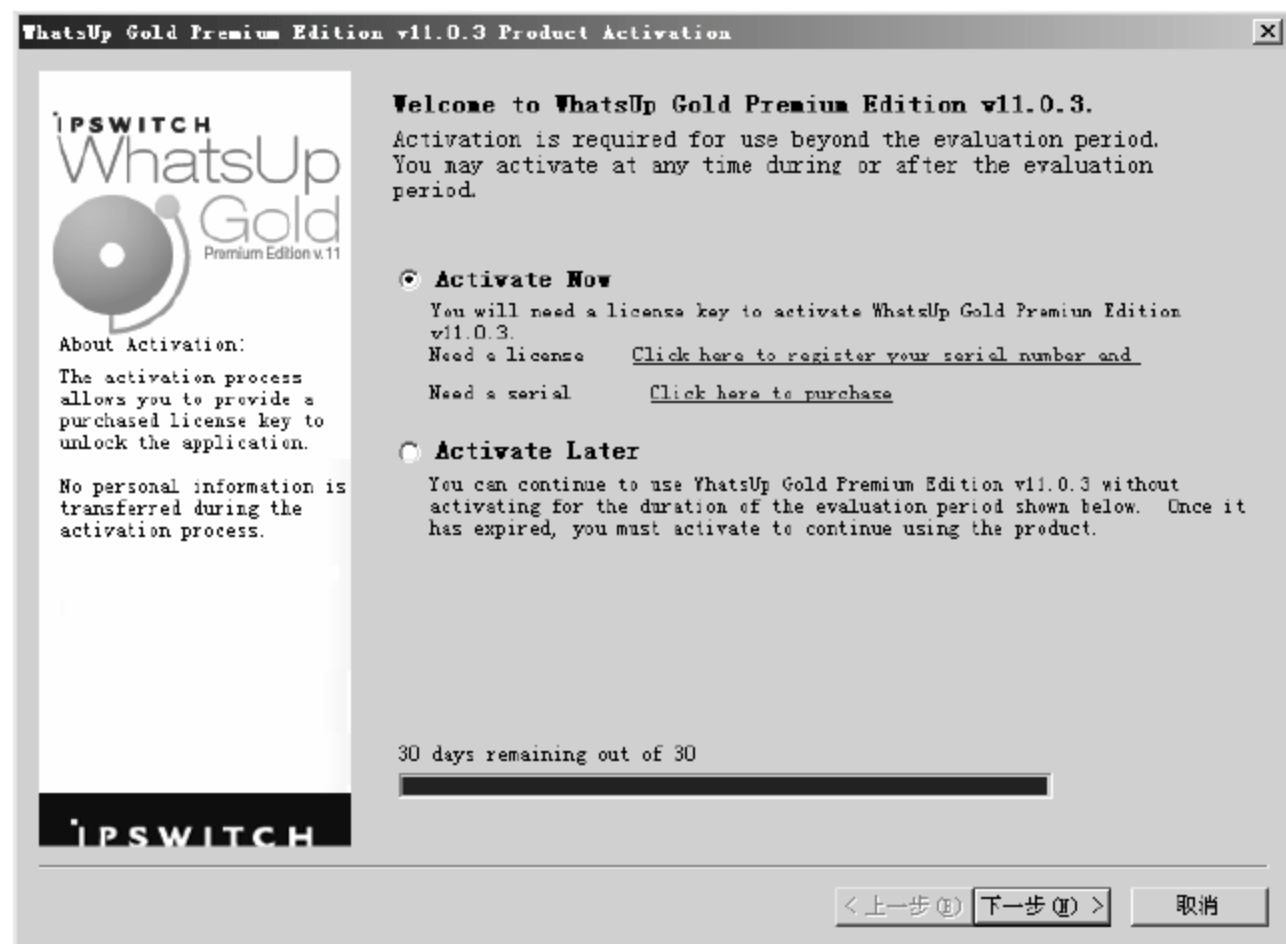 WhatsUp Gold Premium Edition v11.0.3 Product Activation
IPSWITCH
WhatsUp
Gold
Premium Edition v.11
About Activation:
The activation process
allows you to provide a
purchased license key to
unlock the application.
No personal information is
transferred during the
activation process.
IPSWITCH
Welcome to WhatsUp Gold Premium Edition v11.0.3.
Activation is required for use beyond the evaluation period.
You may activate at any time during or after the evaluation
period.
Activate Now
You will need a license key to activate WhatsUp Gold Premium Edition
v11.0.3.
Need a license Click here to register your serial number and
Need a serial Click here to purchase
Activate Later
You can continue to use WhatsUp Gold Premium Edition v11.0.3 without
activating for the duration of the evaluation period shown below. Once it
has expired, you must activate to continue using the product.
30 days remaining out of 30
<上一步(B) 下一步(N) > 取消